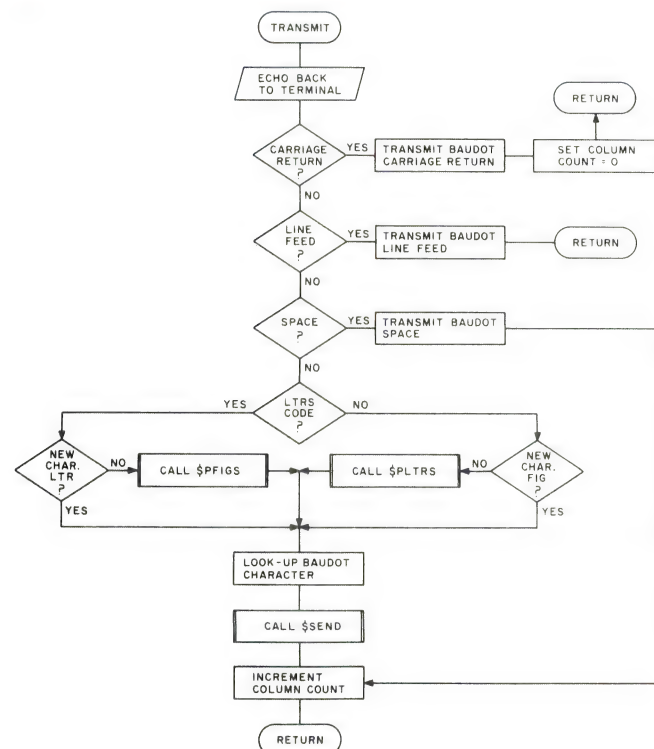 TRANSMIT
ECHO BACK
TO TERMINAL
RETURN
CARRIAGE
RETURN
?
YES
TRANSMIT BAUDOT
CARRIAGE RETURN
SET COLUMN
COUNT = 0
NO
LINE
FEED
?
YES
TRANSMIT BAUDOT
LINE FEED
RETURN
NO
SPACE
?
YES
TRANSMIT BAUDOT
SPACE
NO
YES
LTRS
CODE
?
NO
NEW
CHAR.
LTR
?
NO
CALL $PFIGS
CALL $PLTRS
NO
NEW
CHAR.
FIG
?
YES
YES
LOOK-UP BAUDOT
CHARACTER
CALL $SEND
INCREMENT
COLUMN COUNT
RETURN